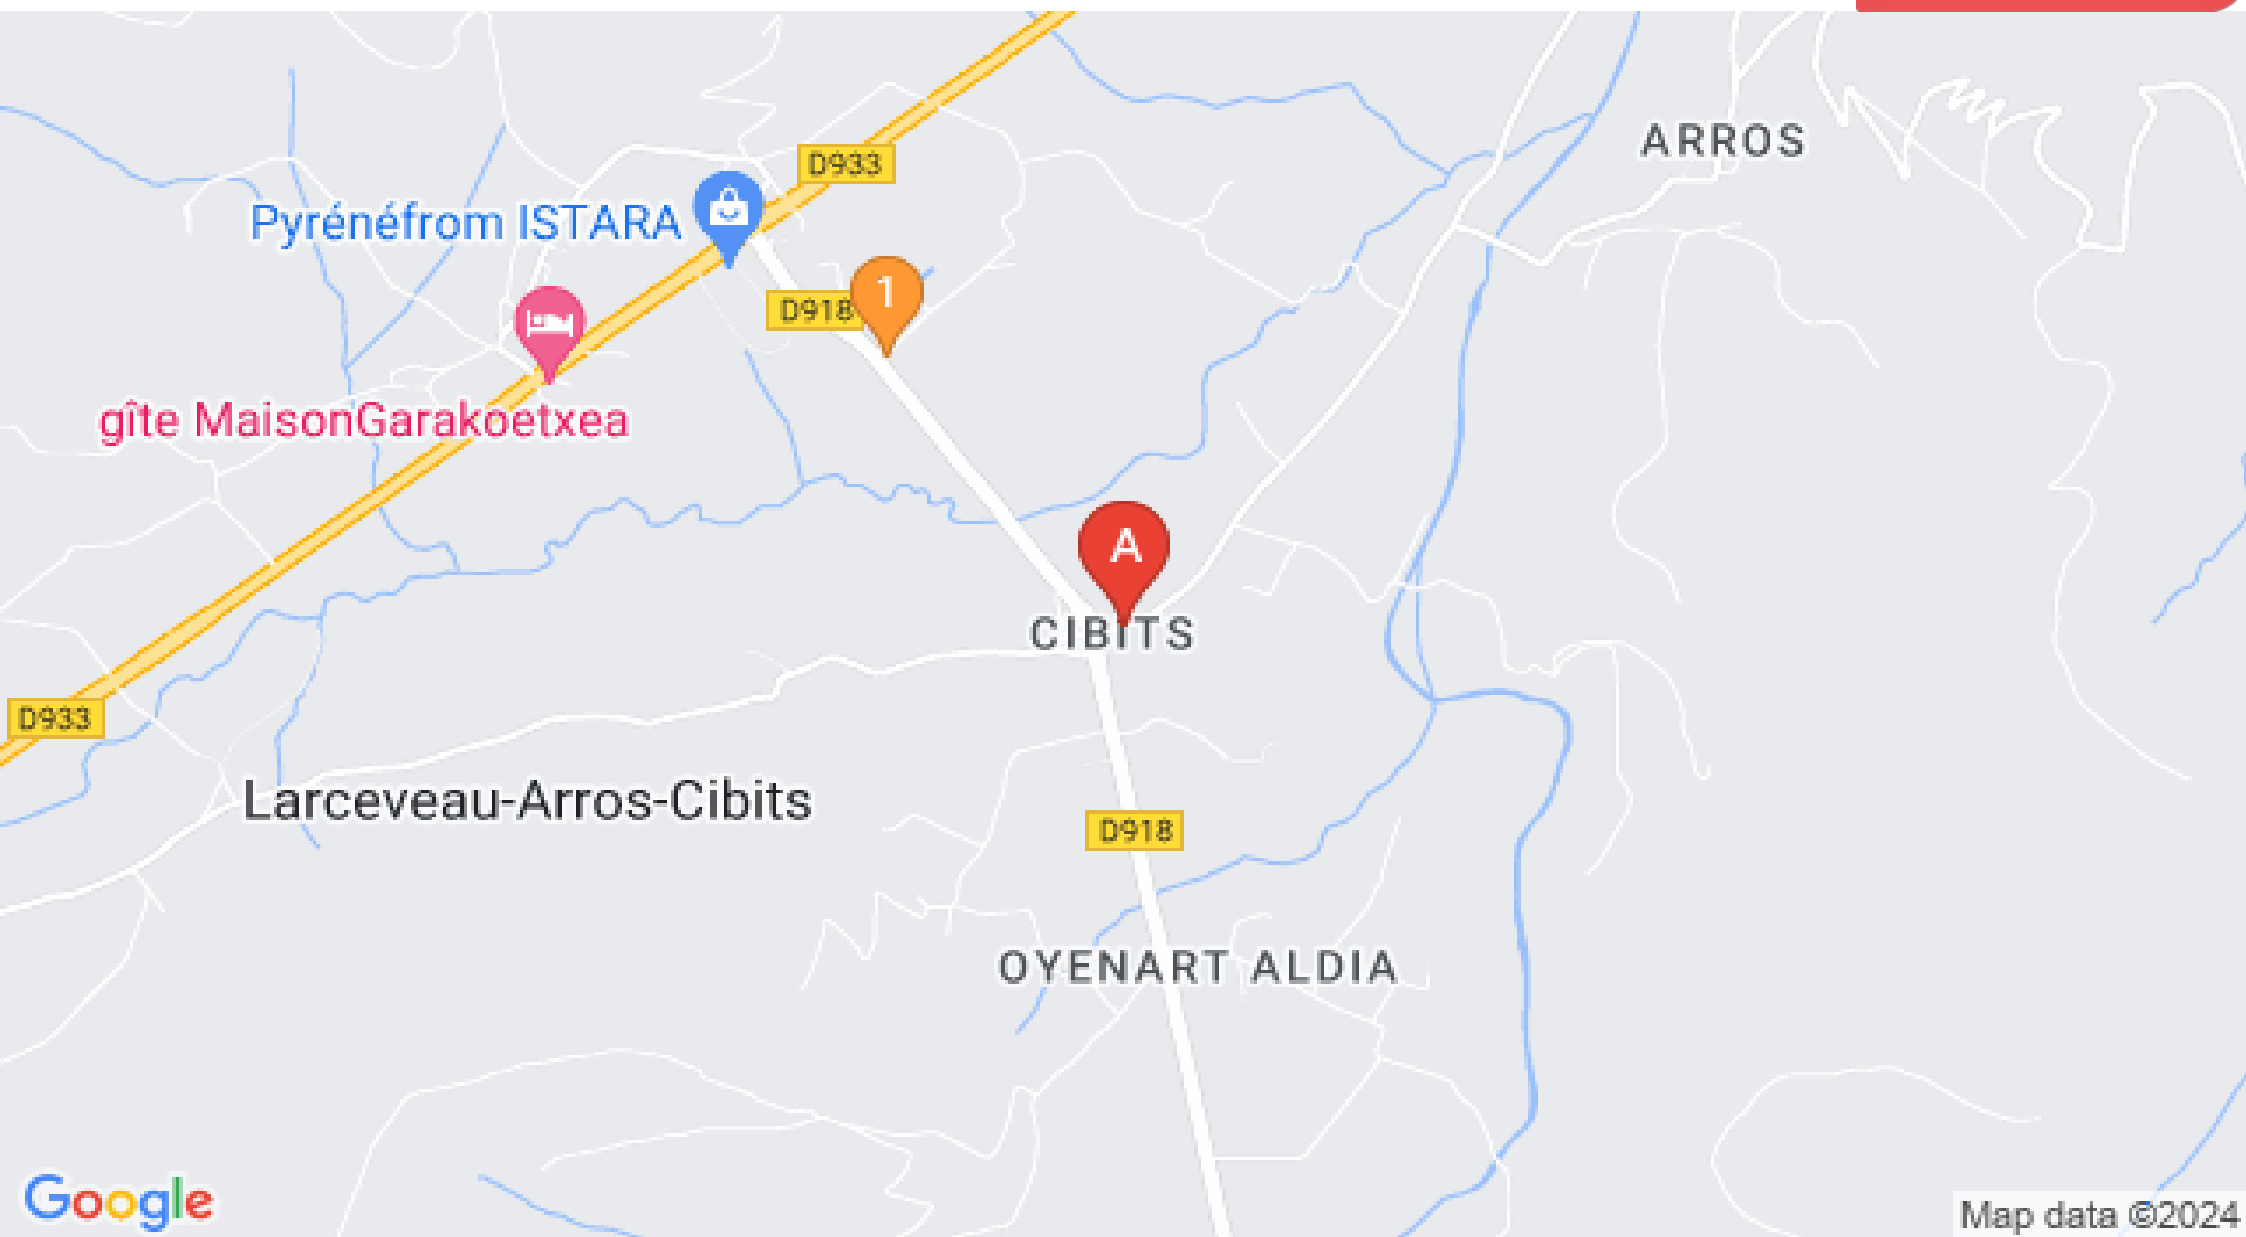 ARROS
D933
Pyrénéfrom ISTARA
1
D918
gîte MaisonGarakoetxea
A
CIBITS
D933
Larceveau-Arros-Cibits
D918
OYENART ALDIA
Google
Map data ©2024